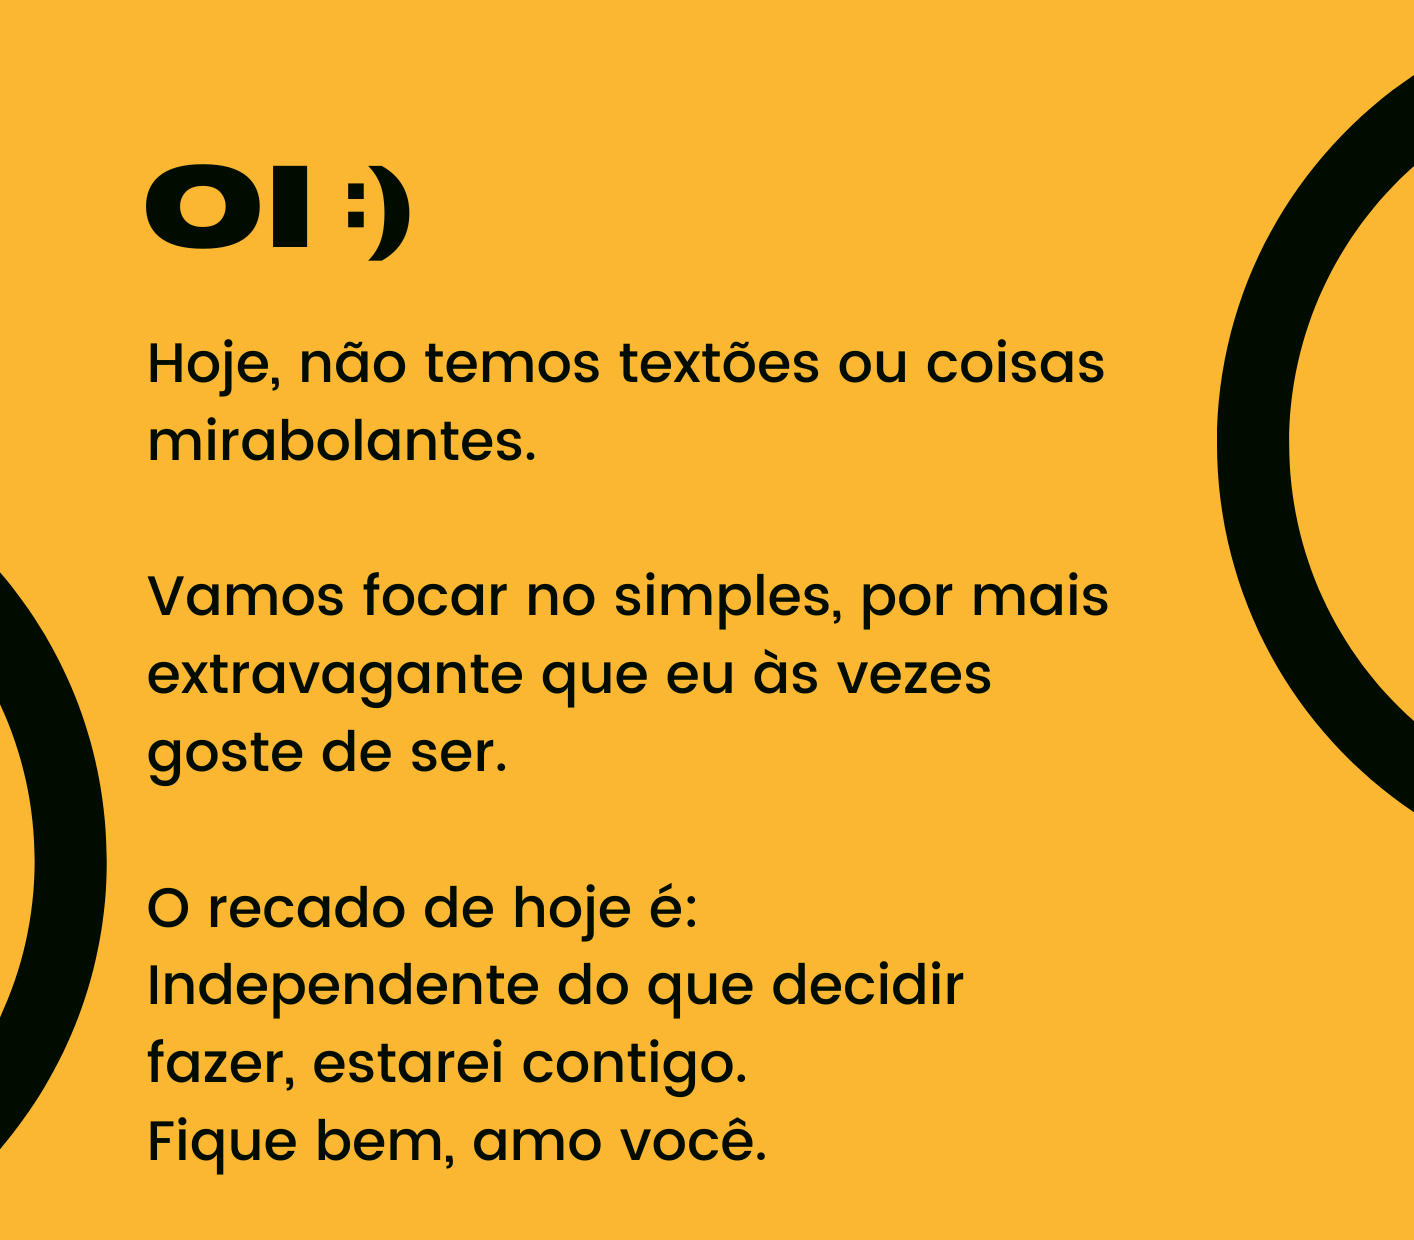 OI :)
Hoje, não temos textões ou coisas
mirabolantes.
Vamos focar no simples, por mais
extravagante que eu às vezes
goste de ser.
O recado de hoje é:
Independente do que decidir
fazer, estarei contigo.
Fique bem, amo você.